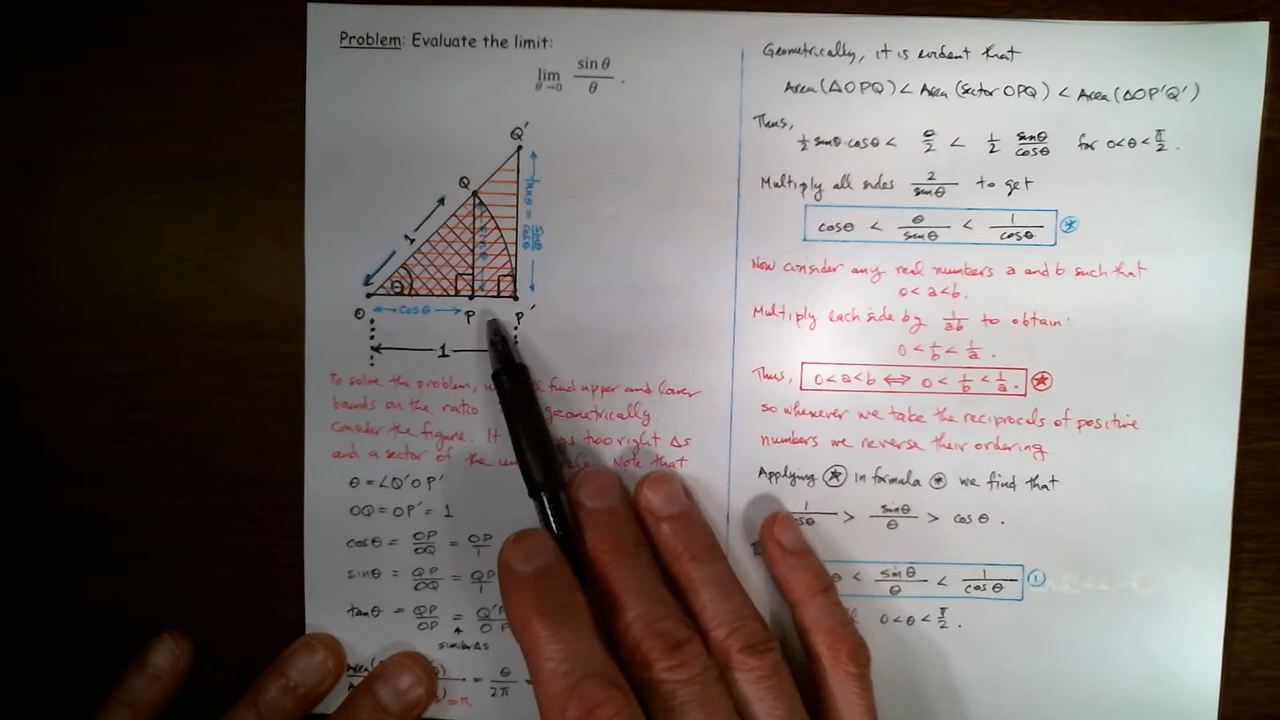 Problem: Evaluate the limit:
lim θ→0 sinθ/θ .
Q'
Q
1
tanθ = sinθ/cosθ
sinθ
θ
O
cosθ
P
P'
1
To solve the problem, find upper and lower
bounds on the ratio geometrically
Consider the figure. It two right Δs
and a sector of the Note that
θ = ∠Q'OP'
OQ = OP' = 1
cosθ = OP/OQ = OP/1
sinθ = QP/OQ = QP
tanθ = QP/OP = Q'P
similar Δs
= θ/2π =
= π
Geometrically, it is evident that
Area(ΔOPQ) < Area(sector OPQ) < Area(ΔOP'Q')
Thus,
1/2 sinθ·cosθ < θ/2 < 1/2 sinθ/cosθ for 0<θ<π/2.
Multiply all sides 2/sinθ to get
cosθ < θ/sinθ < 1/cosθ ⊛
Now consider any real numbers a and b such that
0<a<b.
Multiply each side by 1/ab to obtain:
0 < 1/b < 1/a .
Thus, 0<a<b ⟺ 0 < 1/b < 1/a. ✪
so whenever we take the reciprocals of positive
numbers we reverse their ordering
Applying ✪ in formula ⊛ we find that
1/cosθ > sinθ/θ > cosθ .
θ < sinθ/θ < 1/cosθ ①
0<θ<π/2 .